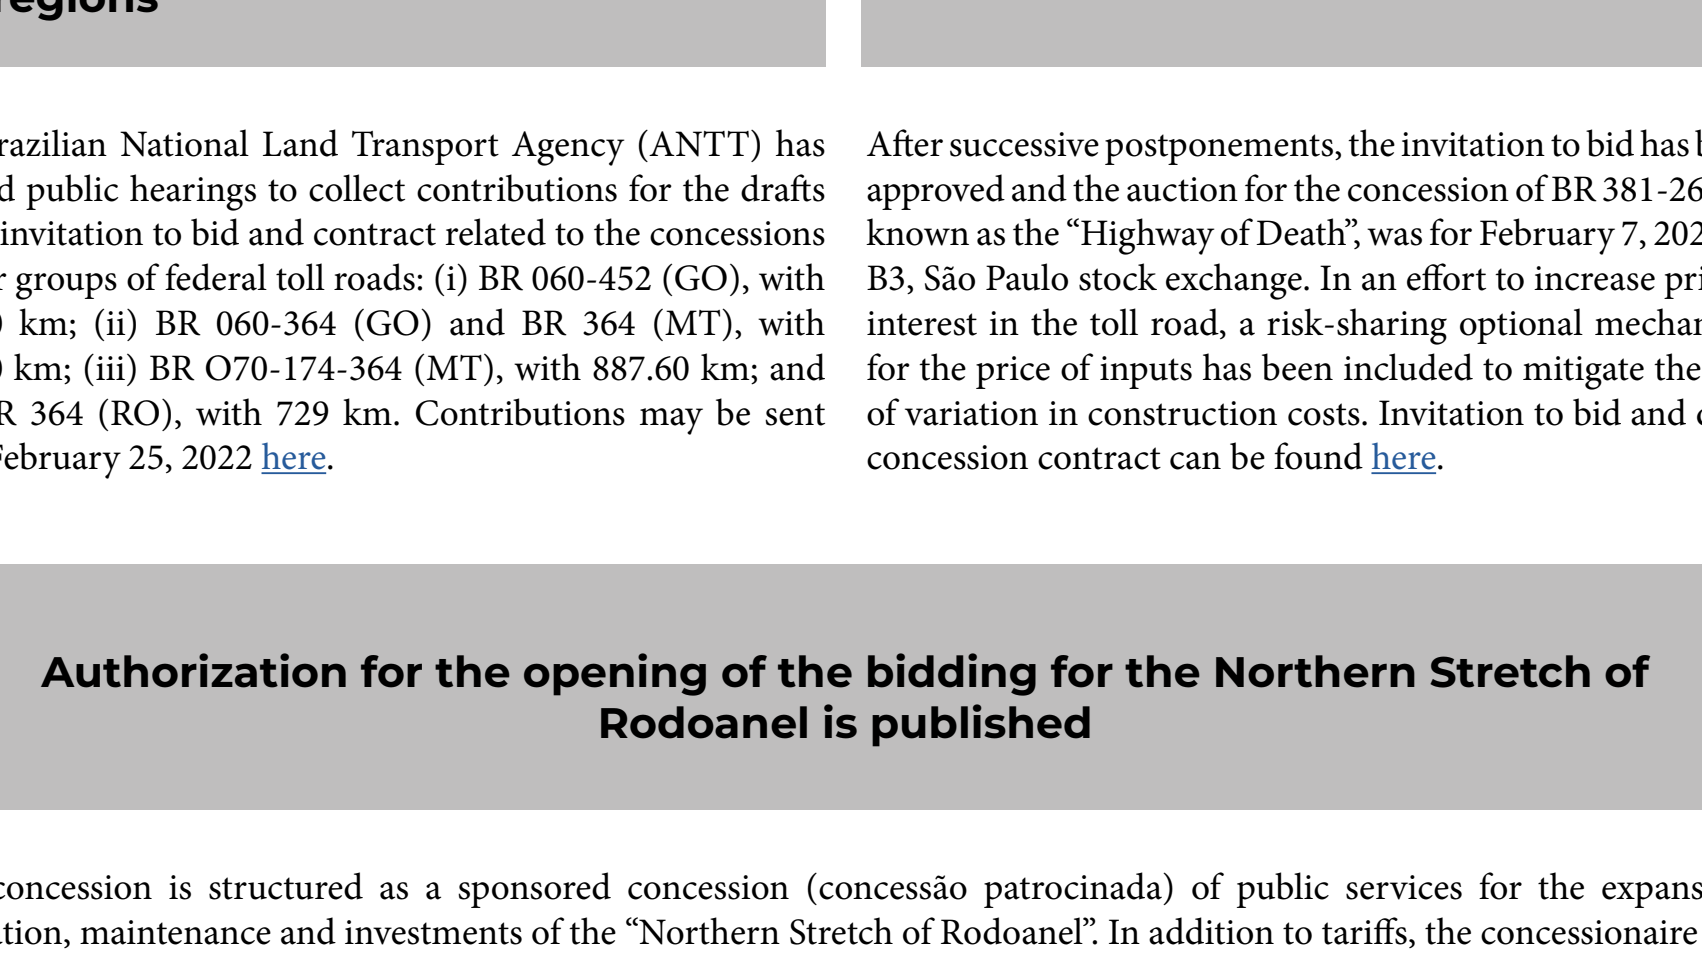 regions
Brazilian National Land Transport Agency (ANTT) has
public hearings to collect contributions for the drafts
invitation to bid and contract related to the concessions
groups of federal toll roads: (i) BR 060-452 (GO), with
km; (ii) BR 060-364 (GO) and BR 364 (MT), with
km; (iii) BR O70-174-364 (MT), with 887.60 km; and
364 (RO), with 729 km. Contributions may be sent
February 25, 2022 here.
After successive postponements, the invitation to bid has
approved and the auction for the concession of BR 381-26
known as the “Highway of Death”, was for February 7, 202
B3, São Paulo stock exchange. In an effort to increase
interest in the toll road, a risk-sharing optional
for the price of inputs has been included to mitigate the
of variation in construction costs. Invitation to bid and
concession contract can be found here.
Authorization for the opening of the bidding for the Northern Stretch of
Rodoanel is published
concession is structured as a sponsored concession (concessão patrocinada) of public services for the
maintenance and investments of the “Northern Stretch of Rodoanel”. In addition to tariffs, the concessionaire